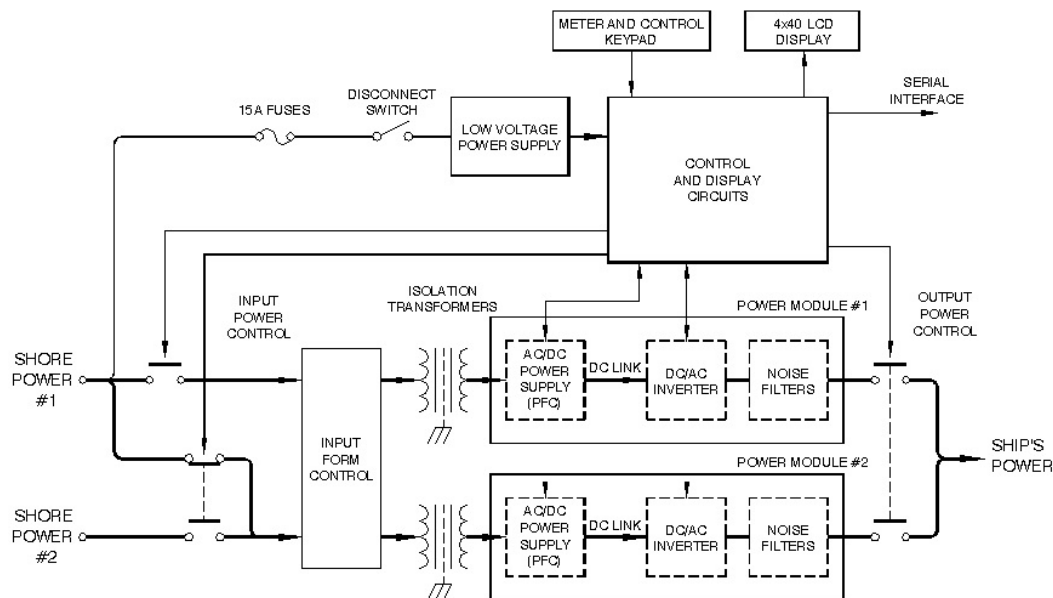 METER AND CONTROL
KEYPAD
4x40 LCD
DISPLAY
SERIAL
INTERFACE
15A FUSES
DISCONNECT
SWITCH
LOW VOLTAGE
POWER SUPPLY
CONTROL
AND DISPLAY
CIRCUITS
INPUT
POWER
CONTROL
ISOLATION
TRANSFORMERS
POWER MODULE #1
OUTPUT
POWER
CONTROL
SHORE
POWER
#1
AC/DC
POWER
SUPPLY
(PFC)
DC LINK
DC/AC
INVERTER
NOISE
FILTERS
INPUT
FORM
CONTROL
SHIP'S
POWER
POWER MODULE #2
SHORE
POWER
#2
AC/DC
POWER
SUPPLY
(PFC)
DC LINK
DC/AC
INVERTER
NOISE
FILTERS